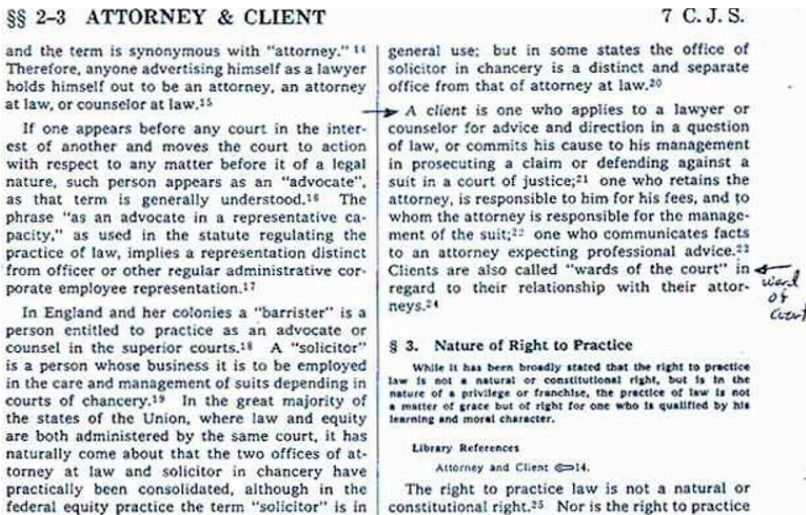 §§ 2–3 ATTORNEY & CLIENT
7 C. J. S.
and the term is synonymous with "attorney." 14
Therefore, anyone advertising himself as a lawyer
holds himself out to be an attorney, an attorney
at law, or counselor at law.15
If one appears before any court in the inter-
est of another and moves the court to action
with respect to any matter before it of a legal
nature, such person appears as an "advocate",
as that term is generally understood.16 The
phrase "as an advocate in a representative ca-
pacity," as used in the statute regulating the
practice of law, implies a representation distinct
from officer or other regular administrative cor-
porate employee representation.17
In England and her colonies a "barrister" is a
person entitled to practice as an advocate or
counsel in the superior courts.18 A "solicitor"
is a person whose business it is to be employed
in the care and management of suits depending in
courts of chancery.19 In the great majority of
the states of the Union, where law and equity
are both administered by the same court, it has
naturally come about that the two offices of at-
torney at law and solicitor in chancery have
practically been consolidated, although in the
federal equity practice the term "solicitor" is in
general use; but in some states the office of
solicitor in chancery is a distinct and separate
office from that of attorney at law.20
A client is one who applies to a lawyer or
counselor for advice and direction in a question
of law, or commits his cause to his management
in prosecuting a claim or defending against a
suit in a court of justice;21 one who retains the
attorney, is responsible to him for his fees, and to
whom the attorney is responsible for the manage-
ment of the suit;22 one who communicates facts
to an attorney expecting professional advice.23
Clients are also called "wards of the court" in
regard to their relationship with their attor-
neys.24
ward
of
court
§ 3. Nature of Right to Practice
While it has been broadly stated that the right to practice
law is not a natural or constitutional right, but is in the
nature of a privilege or franchise, the practice of law is not
a matter of grace but of right for one who is qualified by his
learning and moral character.
Library References
Attorney and Client 14.
The right to practice law is not a natural or
constitutional right.25 Nor is the right to practice